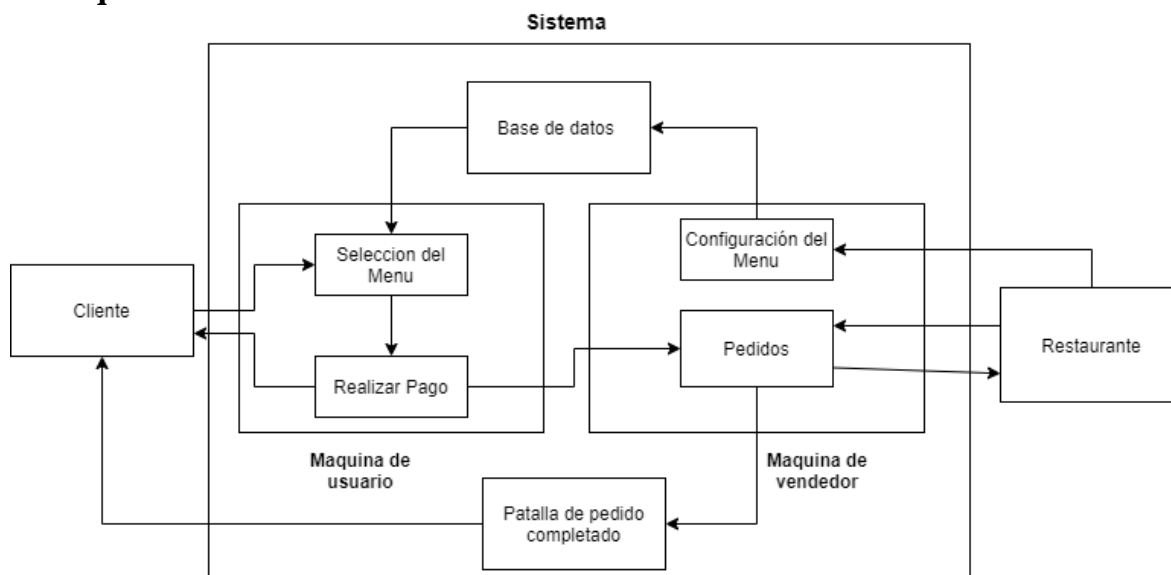 Sistema
Base de datos
Seleccion del
Menu
Configuración del
Menu
Cliente
Realizar Pago
Pedidos
Restaurante
Maquina de
usuario
Maquina de
vendedor
Patalla de pedido
completado